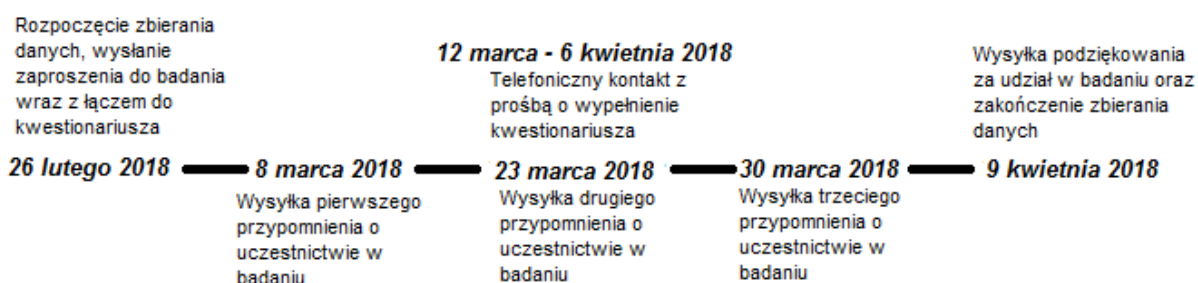 Rozpoczęcie zbierania
danych, wysłanie
zaproszenia do badania
wraz z łączem do
kwestionariusza
12 marca - 6 kwietnia 2018
Telefoniczny kontakt z
prośbą o wypełnienie
kwestionariusza
Wysyłka podziękowania
za udział w badaniu oraz
zakończenie zbierania
danych
26 lutego 2018 8 marca 2018 23 marca 2018 30 marca 2018 9 kwietnia 2018
Wysyłka pierwszego
przypomnienia o
uczestnictwie w
badaniu
Wysyłka drugiego
przypomnienia o
uczestnictwie w
badaniu
Wysyłka trzeciego
przypomnienia o
uczestnictwie w
badaniu